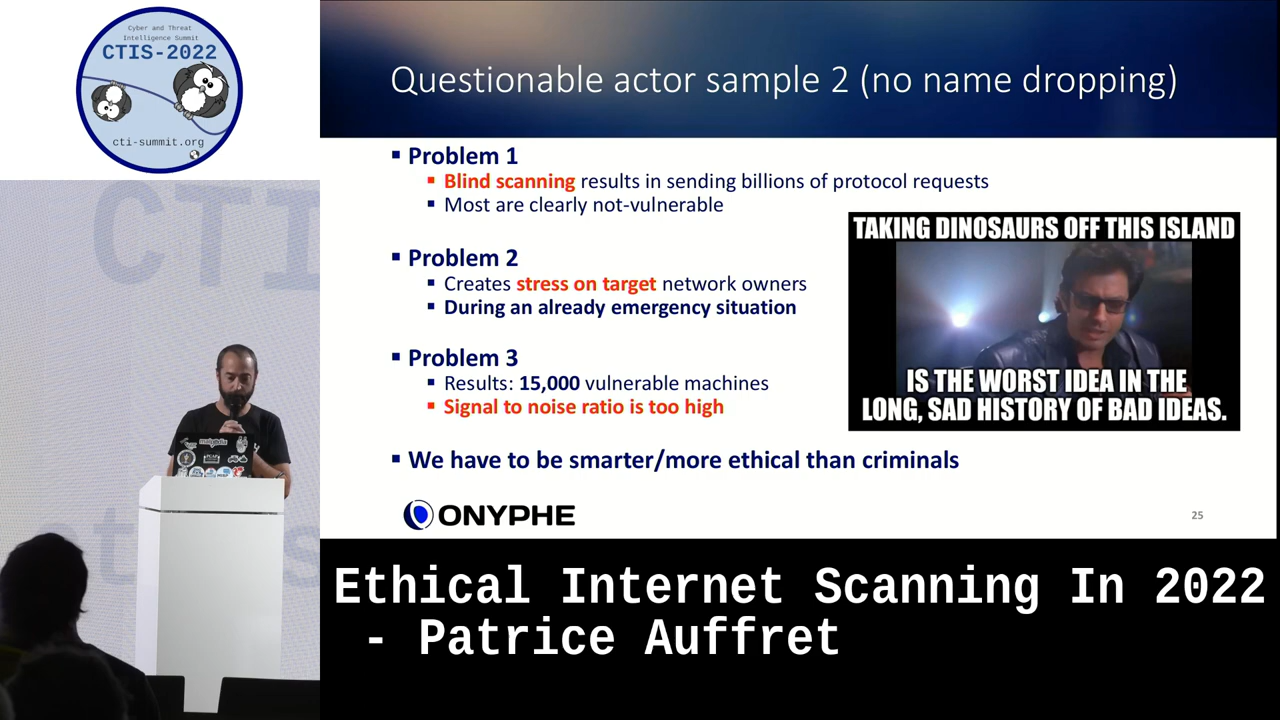 Cyber and Threat
Intelligence Summit
CTIS-2022
cti-summit.org
Questionable actor sample 2 (no name dropping)
▪ Problem 1
▪ Blind scanning results in sending billions of protocol requests
▪ Most are clearly not-vulnerable
▪ Problem 2
▪ Creates stress on target network owners
▪ During an already emergency situation
▪ Problem 3
▪ Results: 15,000 vulnerable machines
▪ Signal to noise ratio is too high
▪ We have to be smarter/more ethical than criminals
TAKING DINOSAURS OFF THIS ISLAND
IS THE WORST IDEA IN THE
LONG, SAD HISTORY OF BAD IDEAS.
ONYPHE
25
CTI
Ethical Internet Scanning In 2022
- Patrice Auffret